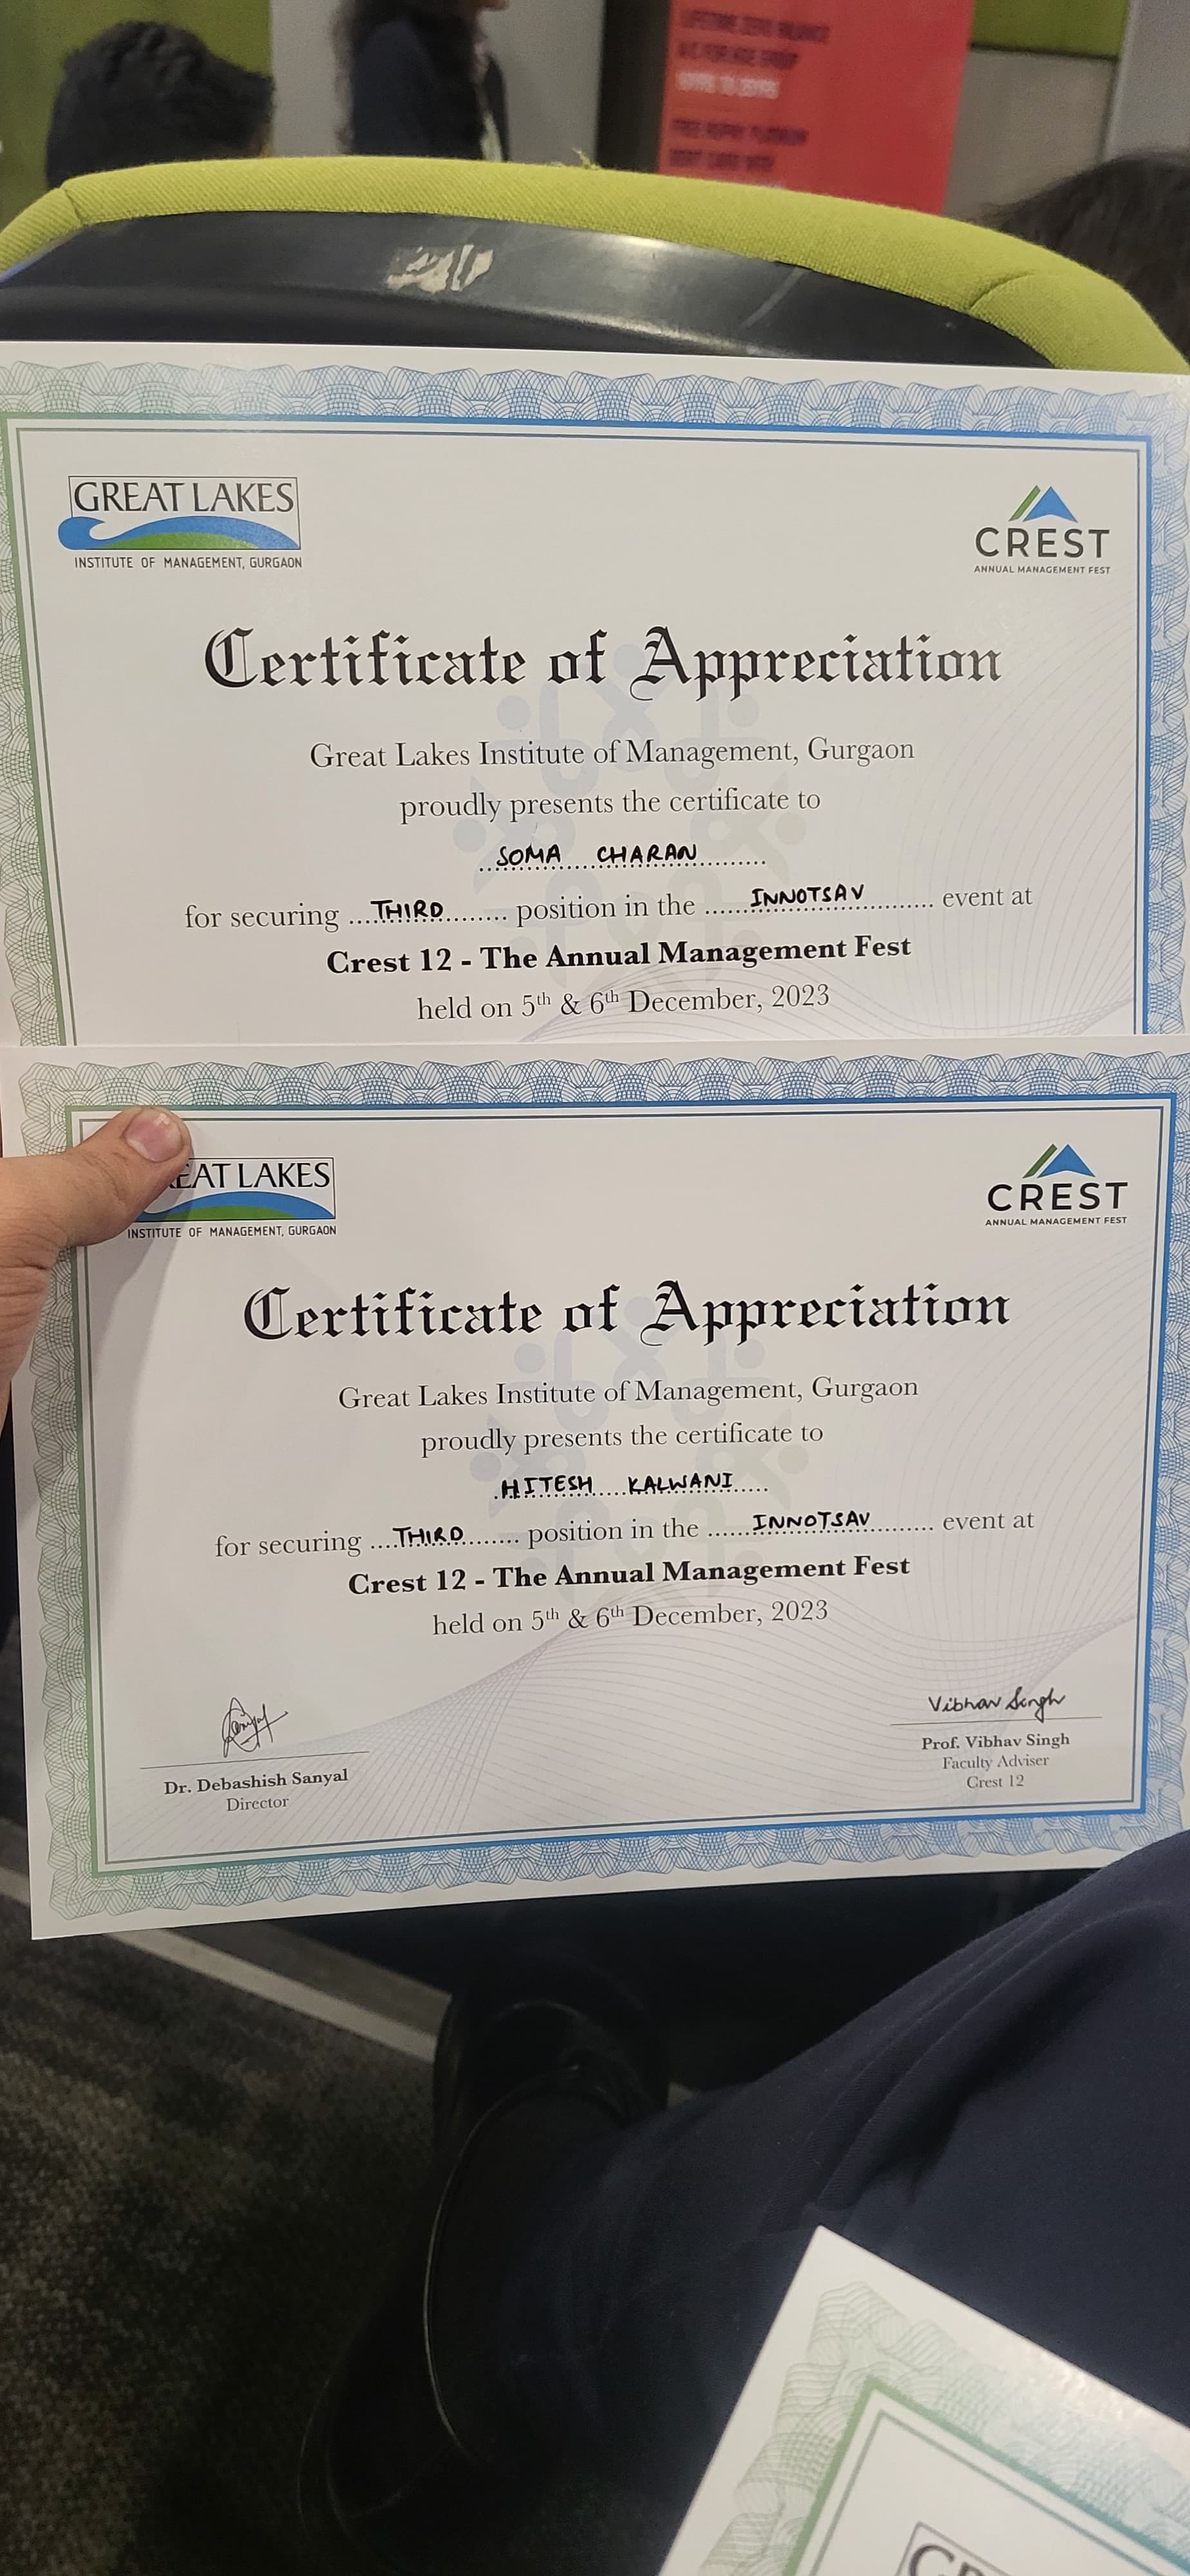 GREAT LAKES
INSTITUTE OF MANAGEMENT, GURGAON
CREST
ANNUAL MANAGEMENT FEST
Certificate of Appreciation
Great Lakes Institute of Management, Gurgaon
proudly presents the certificate to
SOMA CHARAN
for securing ....THIRD......... position in the ......INNOTSAV......... event at
Crest 12 - The Annual Management Fest
held on 5th & 6th December, 2023
EAT LAKES
INSTITUTE OF MANAGEMENT, GURGAON
CREST
ANNUAL MANAGEMENT FEST
Certificate of Appreciation
Great Lakes Institute of Management, Gurgaon
proudly presents the certificate to
HITESH KALWANI
for securing ....THIRD......... position in the ......INNOTSAV......... event at
Crest 12 - The Annual Management Fest
held on 5th & 6th December, 2023
Vibhav Singh
Dr. Debashish Sanyal
Director
Prof. Vibhav Singh
Faculty Adviser
Crest 12